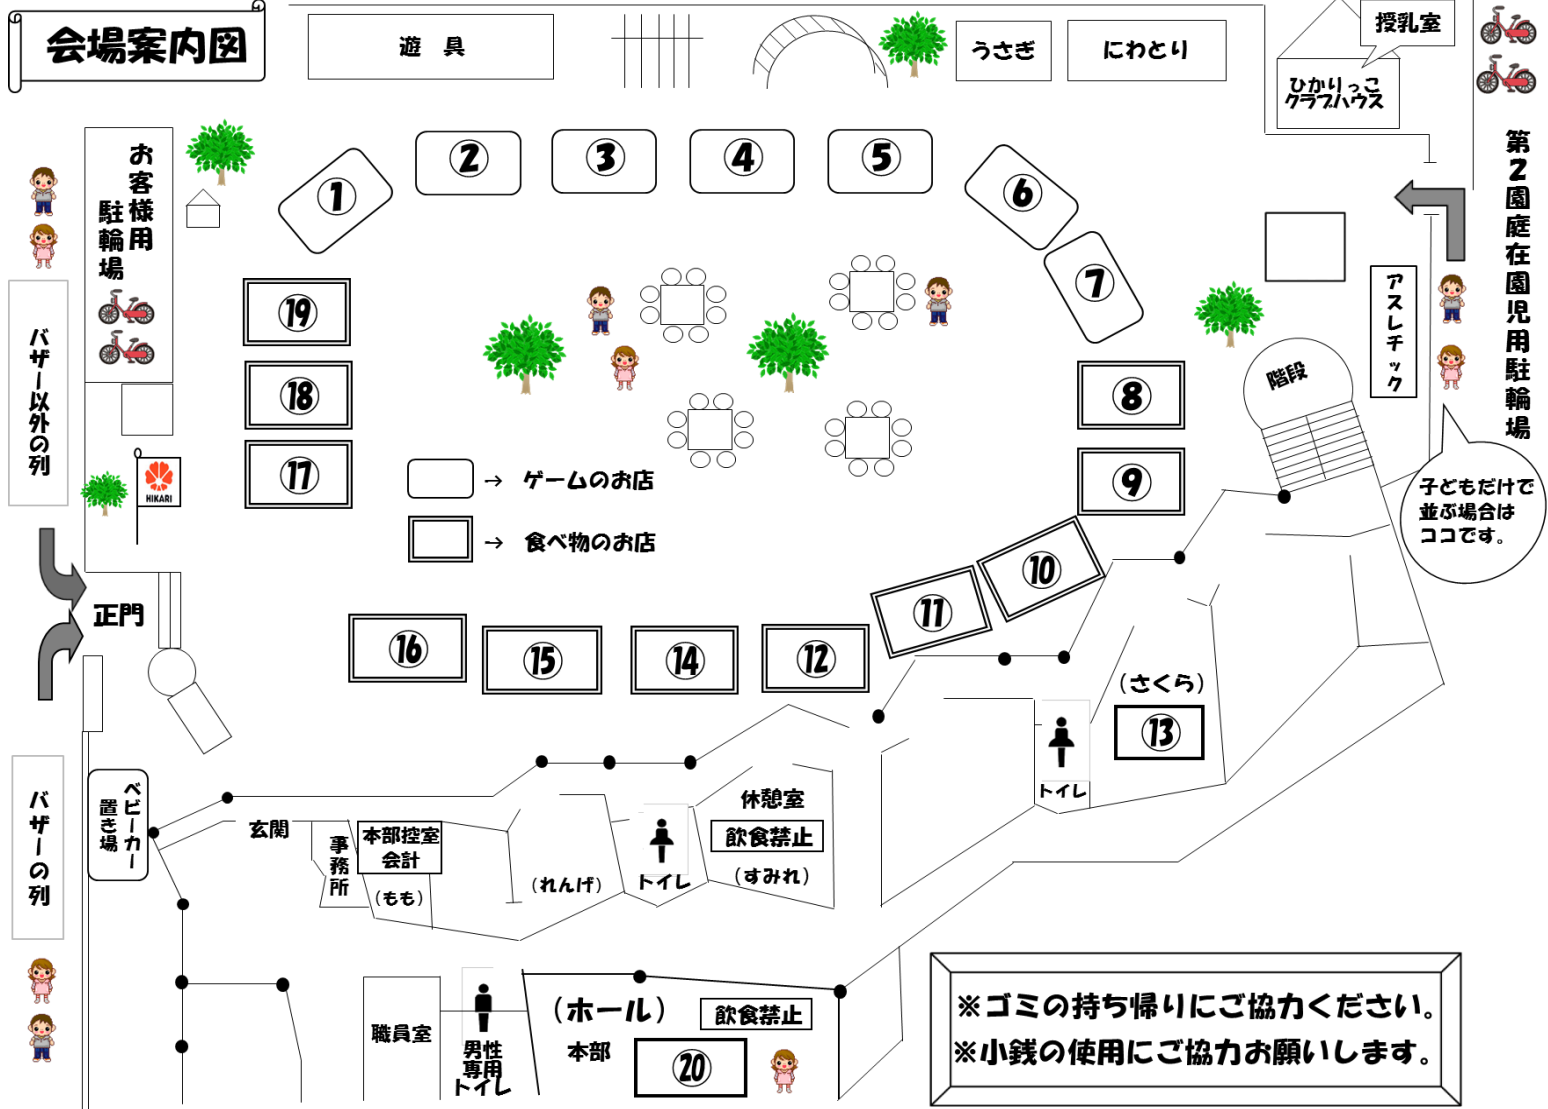 会場案内図
遊 具
うさぎ
にわとり
授乳室
ひかりっこ
クラブハウス
お客様用
駐輪場
第2園庭在園児用駐輪場
①
②
③
④
⑤
⑥
⑦
⑧
⑨
⑩
⑪
⑫
⑭
⑮
⑯
⑰
⑱
⑲
アスレチック
階段
子どもだけで
並ぶ場合は
ココです。
バザー以外の列
HIKARI
→ ゲームのお店
→ 食べ物のお店
正門
(さくら)
⑬
トイレ
バザーの列
ベビーカー
置き場
玄関
事務所
本部控室
会計
(もも)
(れんげ)
トイレ
休憩室
飲食禁止
(すみれ)
職員室
男性
専用
トイレ
(ホール)
飲食禁止
本部
⑳
※ゴミの持ち帰りにご協力ください。
※小銭の使用にご協力お願いします。